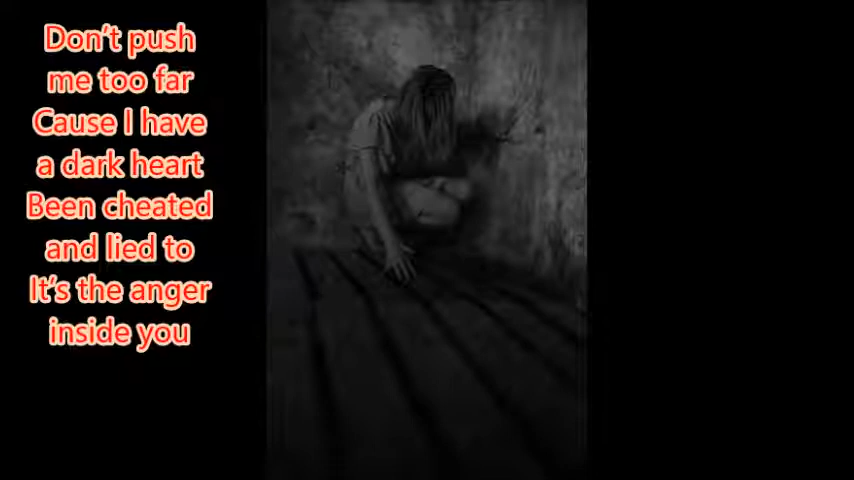 Don't push
me too far
Cause I have
a dark heart
Been cheated
and lied to
It's the anger
inside you